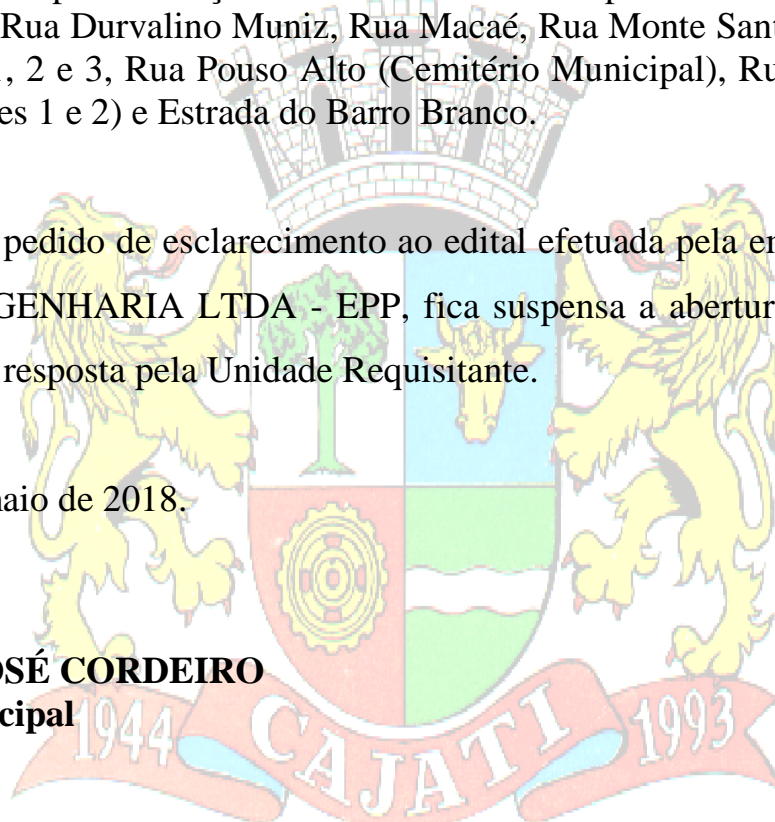 Rua Durvalino Muniz, Rua Macaé, Rua Monte Sant
, 2 e 3, Rua Pouso Alto (Cemitério Municipal), Ru
es 1 e 2) e Estrada do Barro Branco.
pedido de esclarecimento ao edital efetuada pela e
GENHARIA LTDA - EPP, fica suspensa a abertur
resposta pela Unidade Requisitante.
maio de 2018.
OSÉ CORDEIRO
cipal
1944 CAJATI 1993